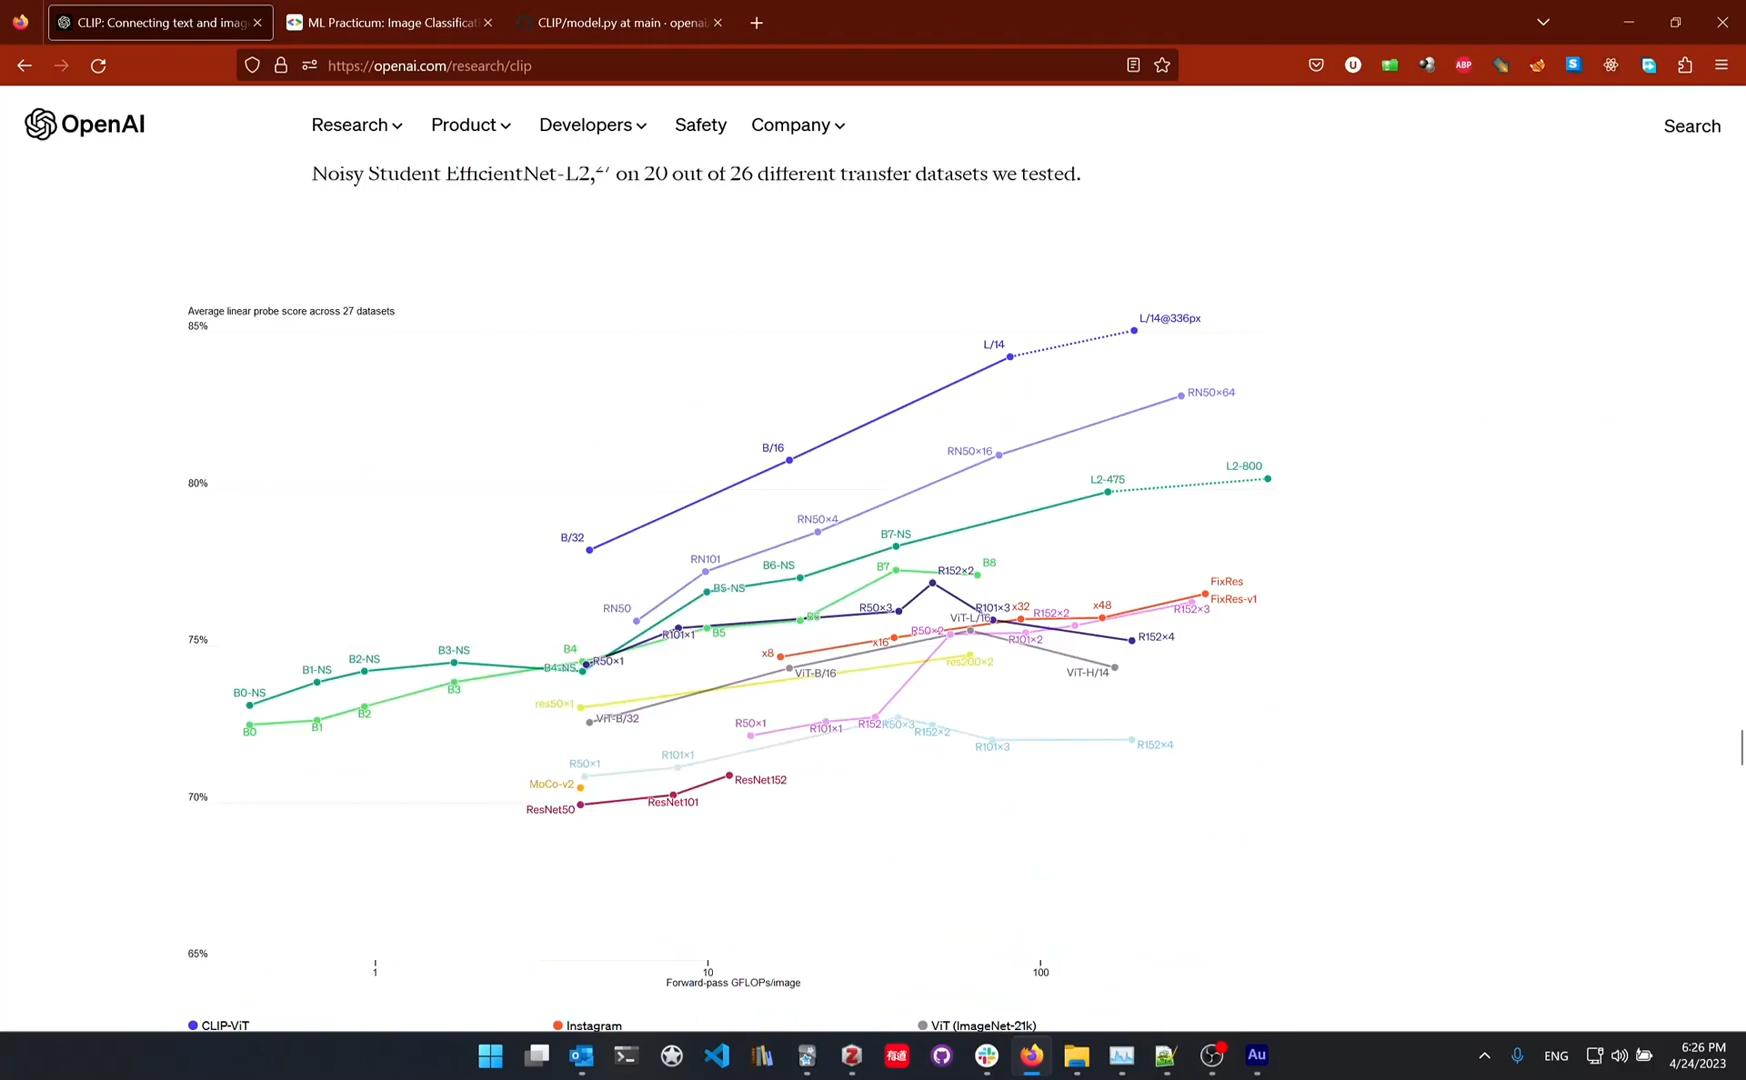 CLIP: Connecting text and imag
ML Practicum: Image Classificat
CLIP/model.py at main · openai
https://openai.com/research/clip
OpenAI
Research
Product
Developers
Safety
Company
Search
Noisy Student EfficientNet-L2,27 on 20 out of 26 different transfer datasets we tested.
Average linear probe score across 27 datasets
85%
L/14@336px
L/14
RN50×64
B/16
RN50×16
L2-800
80%
L2-475
RN50×4
B/32
B7-NS
RN101
B6-NS
B7
B8
R152×2
B5-NS
FixRes
FixRes-v1
RN50
R50×3
R101×3
x32
x48
R152×2
R152×3
B6
ViT-L/16
75%
R101×1
B5
R50×2
R101×2
R152×4
x16
B4
x8
B3-NS
B2-NS
R50×1
res200×2
B4-NS
B1-NS
ViT-B/16
ViT-H/14
B0-NS
B3
res50×1
B2
ViT-B/32
B0
B1
R50×1
R101×1
R152
R50×3
R152×2
R101×3
R152×4
R101×1
R50×1
MoCo-v2
ResNet152
70%
ResNet50
ResNet101
65%
1
10
100
Forward-pass GFLOPs/image
CLIP-ViT
Instagram
ViT (ImageNet-21k)
U
ABP
S
有道
Au
ENG
6:26 PM
4/24/2023